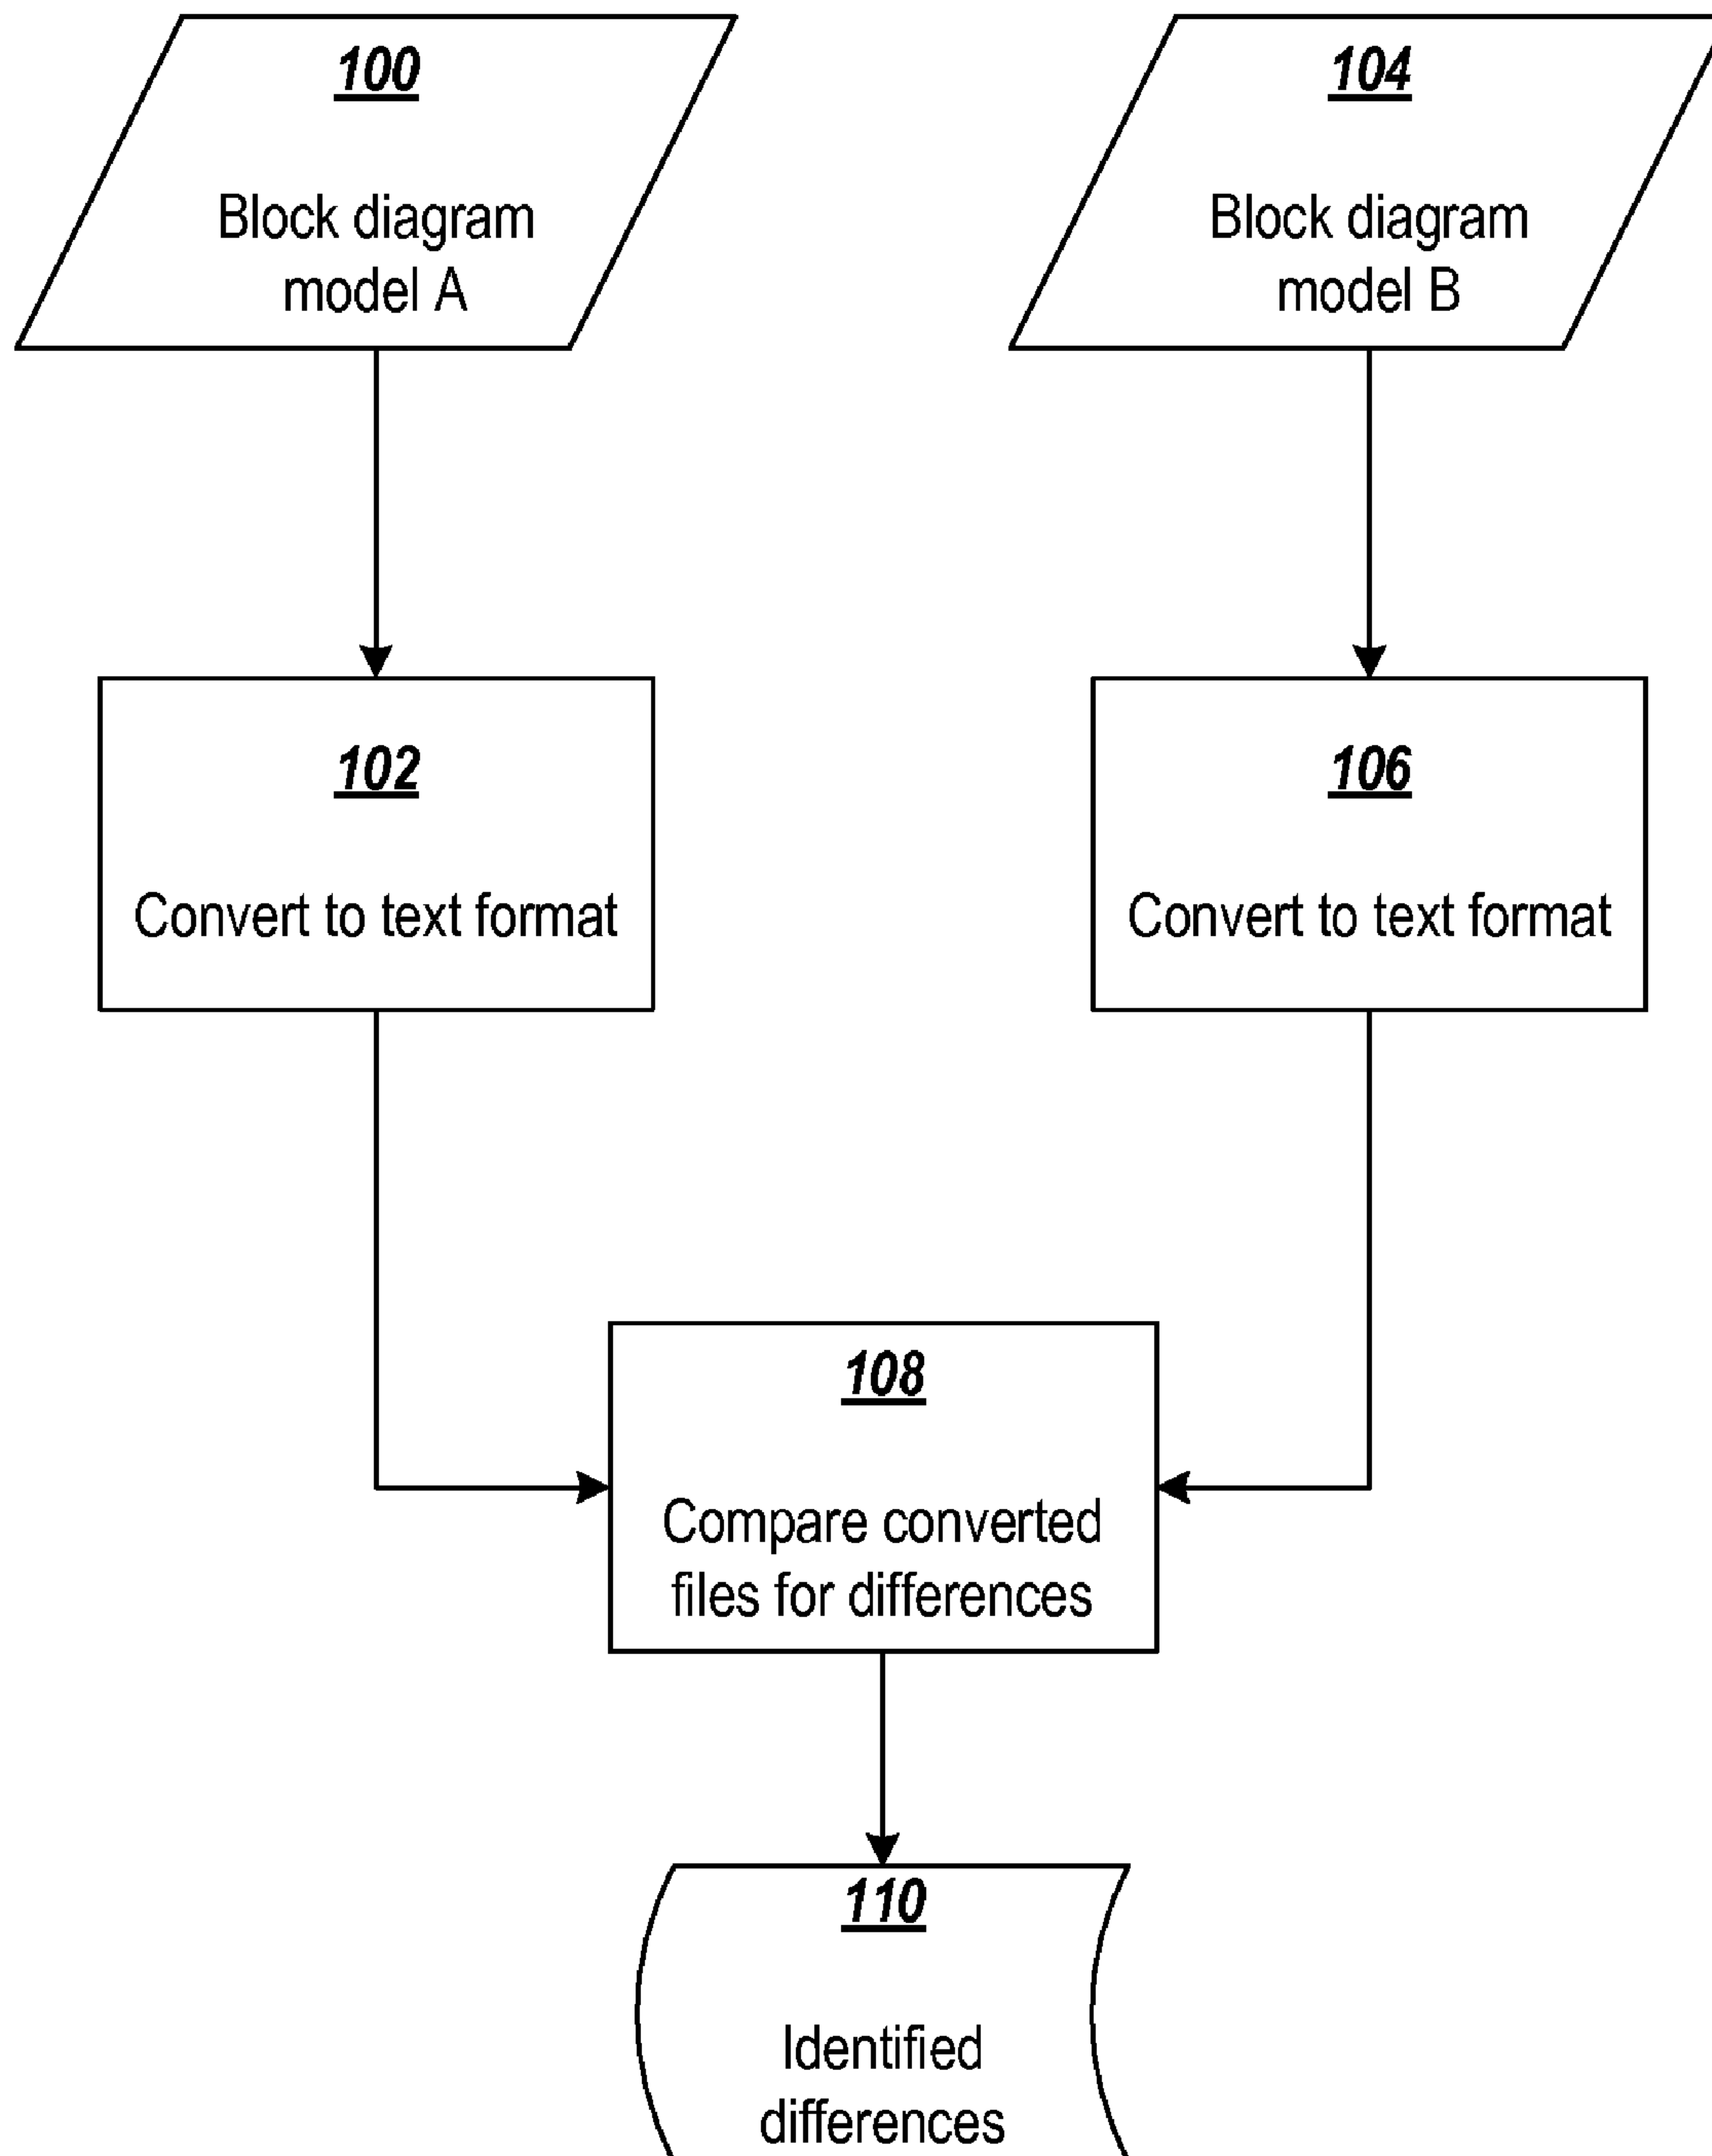 100
Block diagram
model A
104
Block diagram
model B
102
Convert to text format
106
Convert to text format
108
Compare converted
files for differences
110
Identified
differences